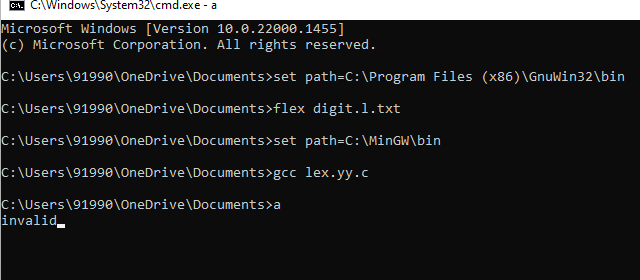 C:\Windows\System32\cmd.exe - a
Microsoft Windows [Version 10.0.22000.1455]
(c) Microsoft Corporation. All rights reserved.
C:\Users\91990\OneDrive\Documents>set path=C:\Program Files (x86)\GnuWin32\bin
C:\Users\91990\OneDrive\Documents>flex digit.l.txt
C:\Users\91990\OneDrive\Documents>set path=C:\MinGW\bin
C:\Users\91990\OneDrive\Documents>gcc lex.yy.c
C:\Users\91990\OneDrive\Documents>a
invalid